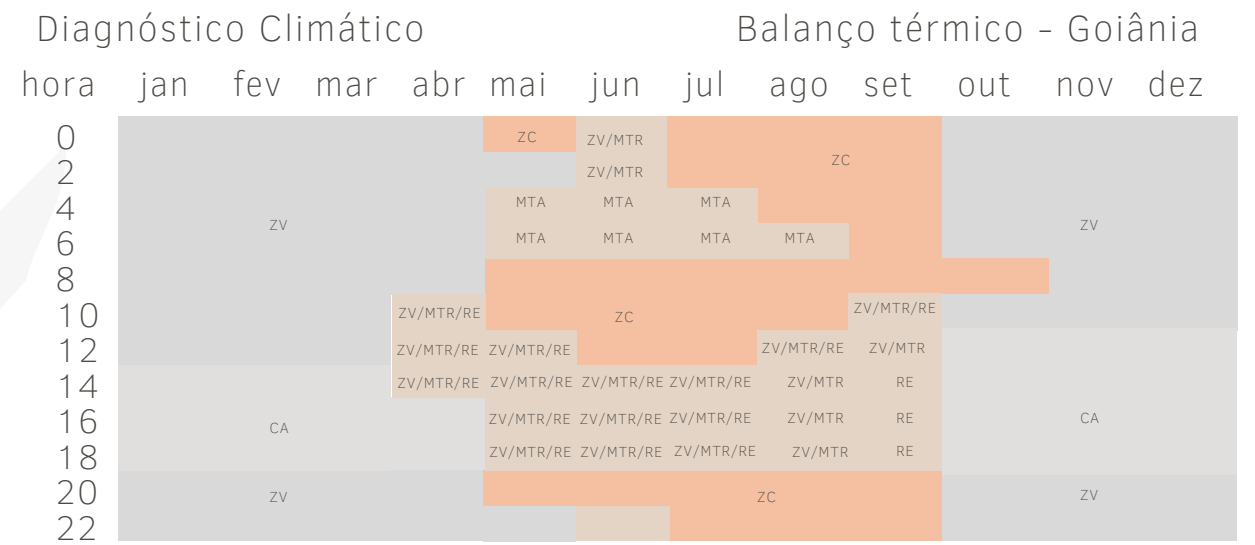 Diagnóstico Climático Balanço térmico - Goiânia
hora jan fev mar abr mai jun jul ago set out nov dez
0 ZC ZV/MTR ZC
2 ZV/MTR
4 MTA MTA MTA
ZV ZV
6 MTA MTA MTA MTA
8
10 ZV/MTR/RE ZC ZV/MTR/RE
12 ZV/MTR/RE ZV/MTR/RE ZV/MTR/RE ZV/MTR
14 ZV/MTR/RE ZV/MTR/RE ZV/MTR/RE ZV/MTR/RE ZV/MTR RE
16 CA ZV/MTR/RE ZV/MTR/RE ZV/MTR/RE ZV/MTR RE CA
18 ZV/MTR/RE ZV/MTR/RE ZV/MTR/RE ZV/MTR RE
20 ZV ZC ZV
22